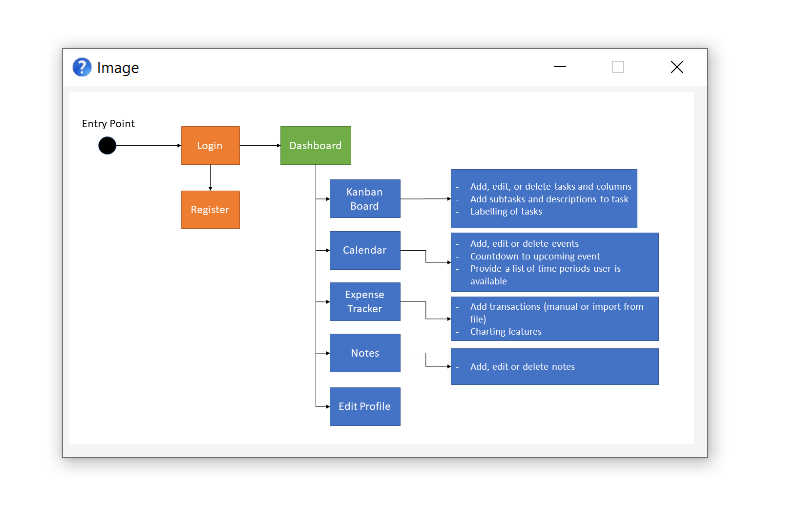 Image
Entry Point
Login
Dashboard
Register
Kanban
Board
- Add, edit, or delete tasks and columns
- Add subtasks and descriptions to task
- Labelling of tasks
Calendar
- Add, edit or delete events
- Countdown to upcoming event
- Provide a list of time periods user is
available
Expense
Tracker
- Add transactions (manual or import from
file)
- Charting features
Notes
- Add, edit or delete notes
Edit Profile